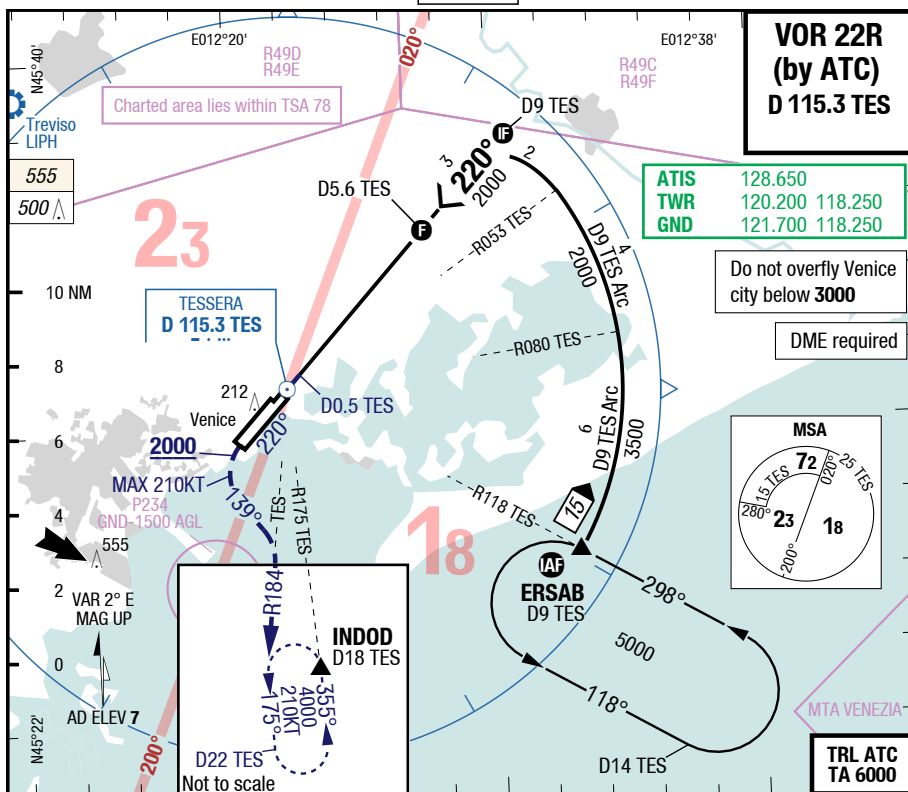 VOR 22R
(by ATC)
D 115.3 TES
E012°20'
E012°38'
N45°40'
R49D
R49E
R49C
R49F
020°
Charted area lies within TSA 78
Treviso
LIPH
D9 TES
IF
555
500
220°
3
2000
2
D5.6 TES
F
R053 TES
D9 TES Arc
4
2000
ATIS 128.650
TWR 120.200 118.250
GND 121.700 118.250
23
Do not overfly Venice
city below 3000
DME required
10 NM
8
6
4
2
0
TESSERA
D 115.3 TES
R080 TES
212
Venice
D0.5 TES
220°
D9 TES Arc
6
3500
2000
MAX 210KT
139°
P234
GND-1500 AGL
TES
R175 TES
R118 TES
15
18
MSA
72
020°
25 TES
15 TES
280°
23
18
200°
555
VAR 2° E
MAG UP
AD ELEV 7
IAF
ERSAB
D9 TES
298°
5000
118°
D14 TES
R184
INDOD
D18 TES
355°
4000
210KT
175°
D22 TES
Not to scale
200°
N45°22'
MTA VENEZIA
TRL ATC
TA 6000